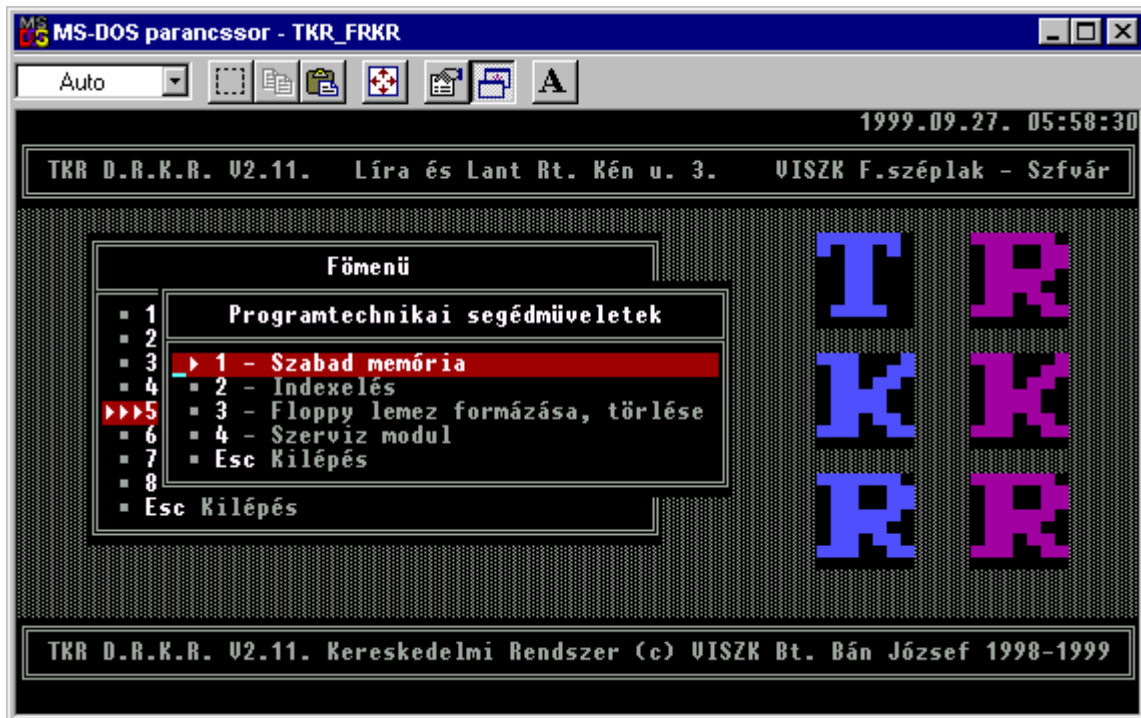 MS-DOS parancssor - TKR_FRKR
Auto A
1999.09.27. 05:58:30
TKR D.R.K.R. V2.11. Líra és Lant Rt. Kén u. 3. VISZK F.széplak - Szfvár
Fömenü
Programtechnikai segédmüveletek
1
2
3
4
5
6
7
8
1 - Szabad memória
2 - Indexelés
3 - Floppy lemez formázása, törlése
4 - Szerviz modul
Esc Kilépés
Esc Kilépés
T R
K K
R R
TKR D.R.K.R. V2.11. Kereskedelmi Rendszer (c) VISZK Bt. Bán József 1998-1999